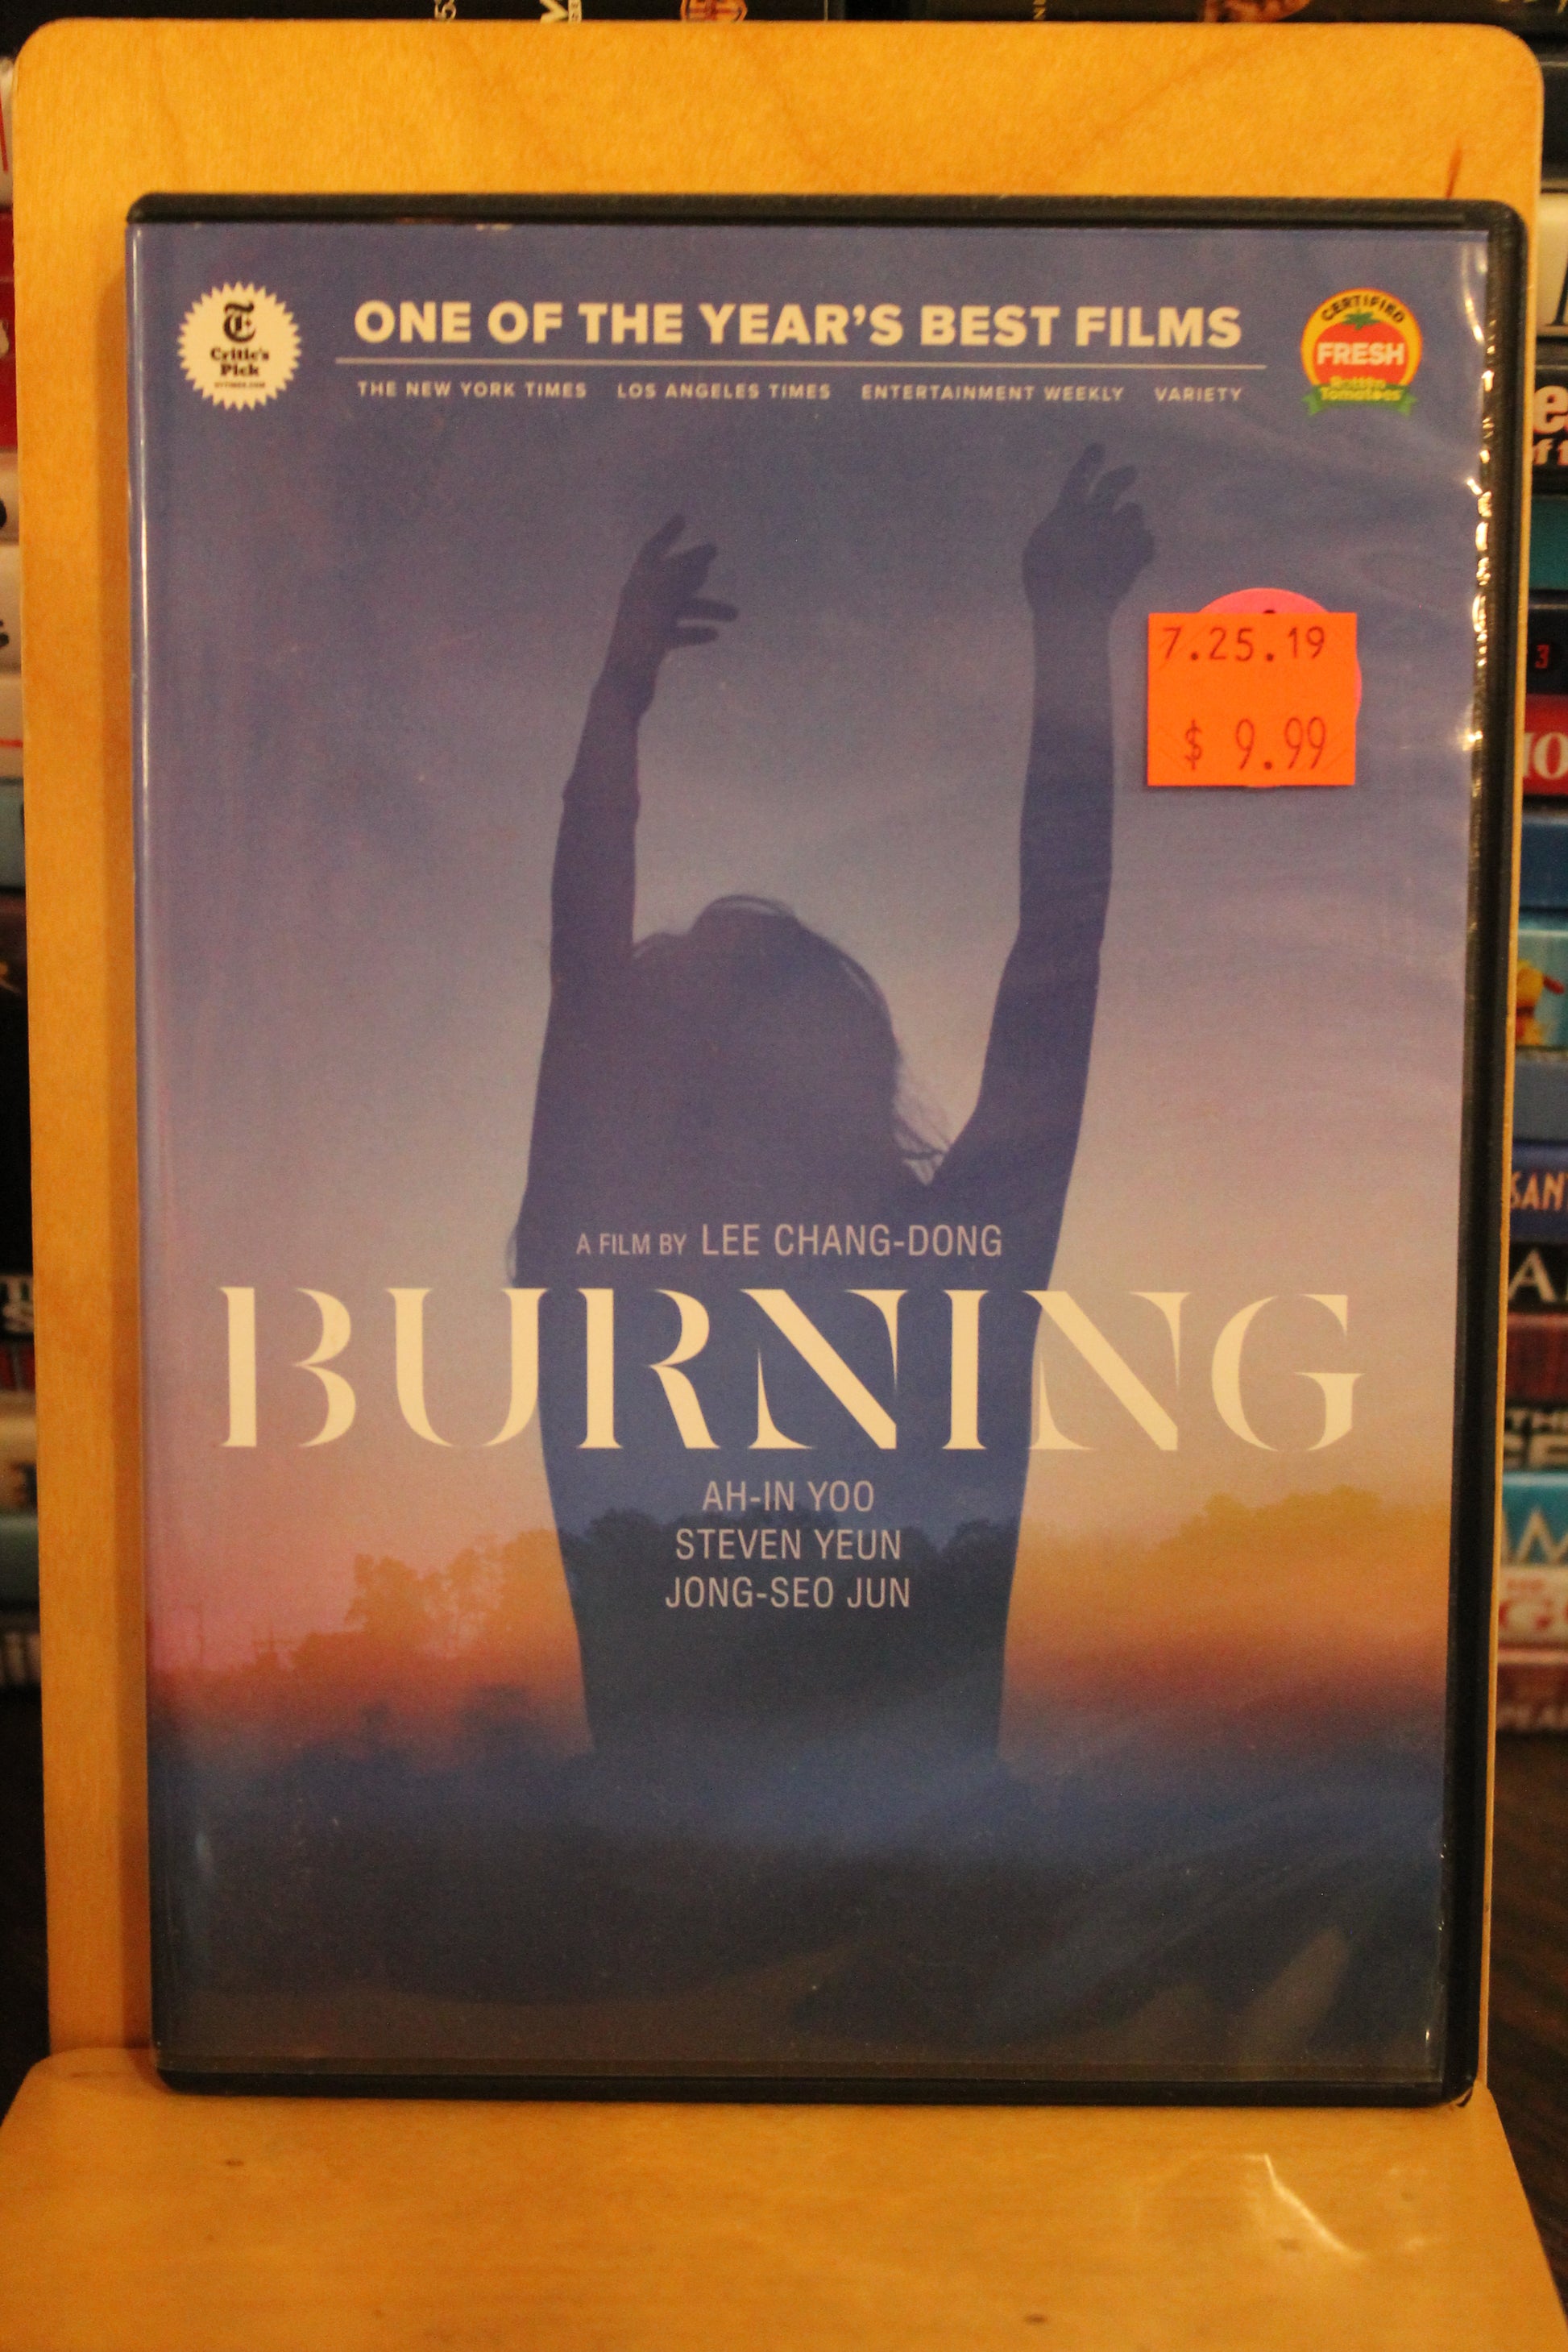 ONE OF THE YEAR'S BEST FILMS
THE NEW YORK TIMES LOS ANGELES TIMES ENTERTAINMENT WEEKLY VARIETY
Critic's
Pick
CERTIFIED
FRESH
Rotten
Tomatoes
7.25.19
$ 9.99
A FILM BY LEE CHANG-DONG
BURNING
AH-IN YOO
STEVEN YEUN
JONG-SEO JUN